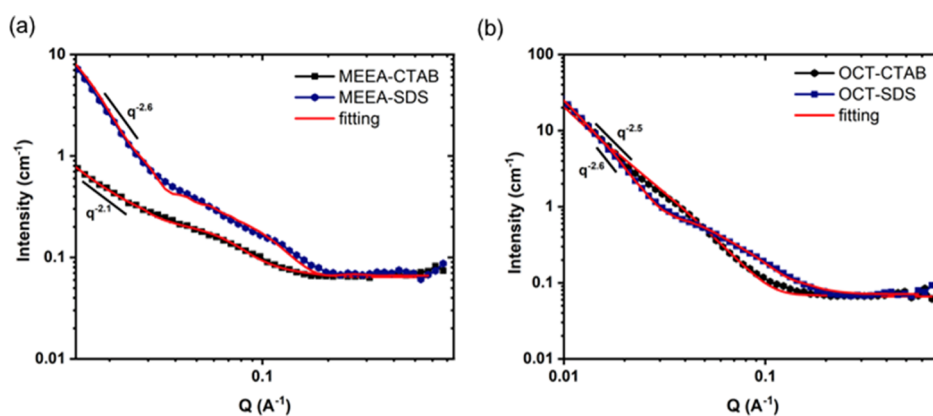 (a)
10
1
0.1
0.01
Intensity (cm⁻¹)
0.1
Q (A⁻¹)
MEEA-CTAB
MEEA-SDS
fitting
q⁻²·⁶
q⁻²·¹
(b)
100
10
1
0.1
0.01
Intensity (cm⁻¹)
0.01
0.1
Q (A⁻¹)
OCT-CTAB
OCT-SDS
fitting
q⁻²·⁵
q⁻²·⁶